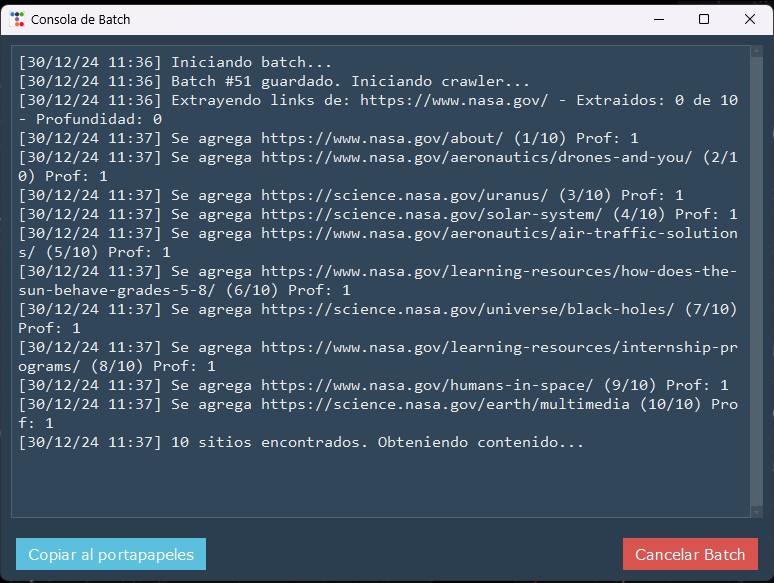 Consola de Batch
[30/12/24 11:36] Iniciando batch...
[30/12/24 11:36] Batch #51 guardado. Iniciando crawler...
[30/12/24 11:36] Extrayendo links de: https://www.nasa.gov/ - Extraidos: 0 de 10
- Profundidad: 0
[30/12/24 11:37] Se agrega https://www.nasa.gov/about/ (1/10) Prof: 1
[30/12/24 11:37] Se agrega https://www.nasa.gov/aeronautics/drones-and-you/ (2/1
0) Prof: 1
[30/12/24 11:37] Se agrega https://science.nasa.gov/uranus/ (3/10) Prof: 1
[30/12/24 11:37] Se agrega https://science.nasa.gov/solar-system/ (4/10) Prof: 1
[30/12/24 11:37] Se agrega https://www.nasa.gov/aeronautics/air-traffic-solution
s/ (5/10) Prof: 1
[30/12/24 11:37] Se agrega https://www.nasa.gov/learning-resources/how-does-the-
sun-behave-grades-5-8/ (6/10) Prof: 1
[30/12/24 11:37] Se agrega https://science.nasa.gov/universe/black-holes/ (7/10)
Prof: 1
[30/12/24 11:37] Se agrega https://www.nasa.gov/learning-resources/internship-pr
ograms/ (8/10) Prof: 1
[30/12/24 11:37] Se agrega https://www.nasa.gov/humans-in-space/ (9/10) Prof: 1
[30/12/24 11:37] Se agrega https://science.nasa.gov/earth/multimedia (10/10) Pro
f: 1
[30/12/24 11:37] 10 sitios encontrados. Obteniendo contenido...
Copiar al portapapeles
Cancelar Batch